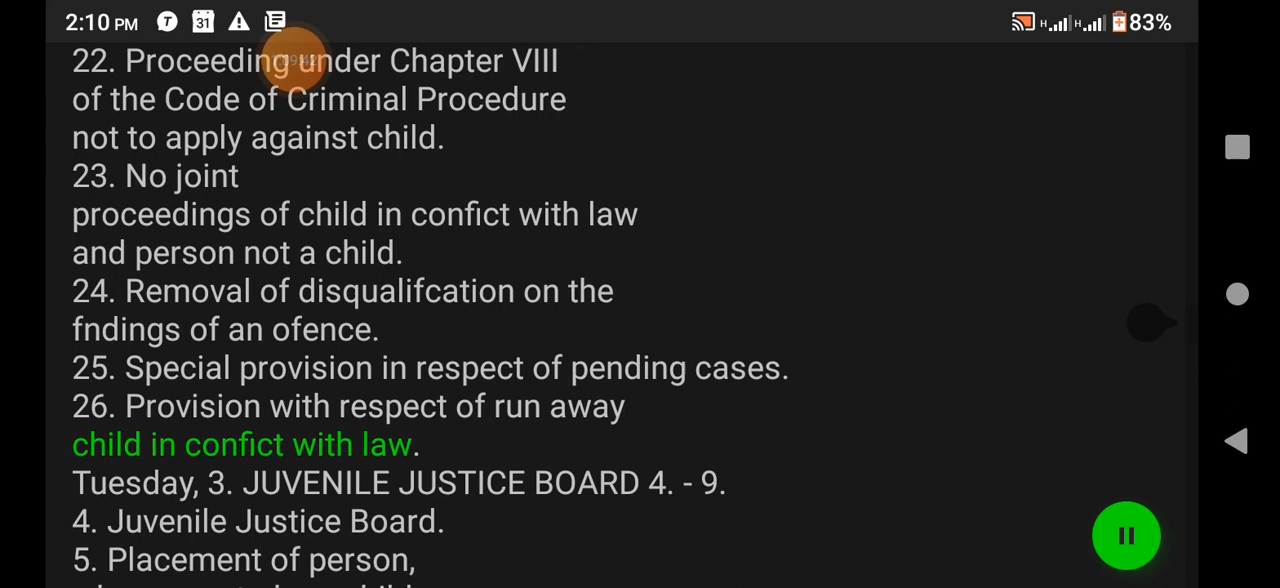 2:10 PM 31 H H 83%
22. Proceeding under Chapter VIII
of the Code of Criminal Procedure
not to apply against child.
23. No joint
proceedings of child in confict with law
and person not a child.
24. Removal of disqualifcation on the
fndings of an ofence.
25. Special provision in respect of pending cases.
26. Provision with respect of run away
child in confict with law.
Tuesday, 3. JUVENILE JUSTICE BOARD 4. - 9.
4. Juvenile Justice Board.
5. Placement of person,